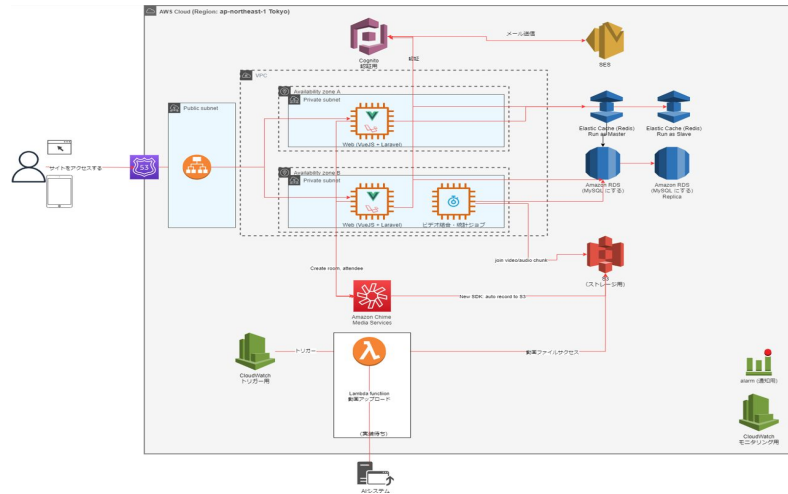 AWS Cloud (Region: ap-northeast-1 Tokyo)
Cognito
認証用
認証
メール送信
SES
VPC
Public subnet
Availability zone A
Private subnet
Web (VueJS + Laravel)
Elastic Cache (Redis)
Run as Master
Elastic Cache (Redis)
Run as Slave
サイトをアクセスする
53
Availability zone B
Private subnet
Web (VueJS + Laravel)
ビデオ結合・統計ジョブ
Amazon RDS
(MySQL にする)
Amazon RDS
(MySQL にする)
Replica
join video/audio chunk
S3
(ストレージ用)
Create room, attendee
New SDK, auto record to S3
Amazon Chime
Media Services
トリガー
CloudWatch
トリガー用
動画ファイルサクセス
Lambda function
動画アップロード
alarm (通知用)
CloudWatch
モニタリング用
AIシステム